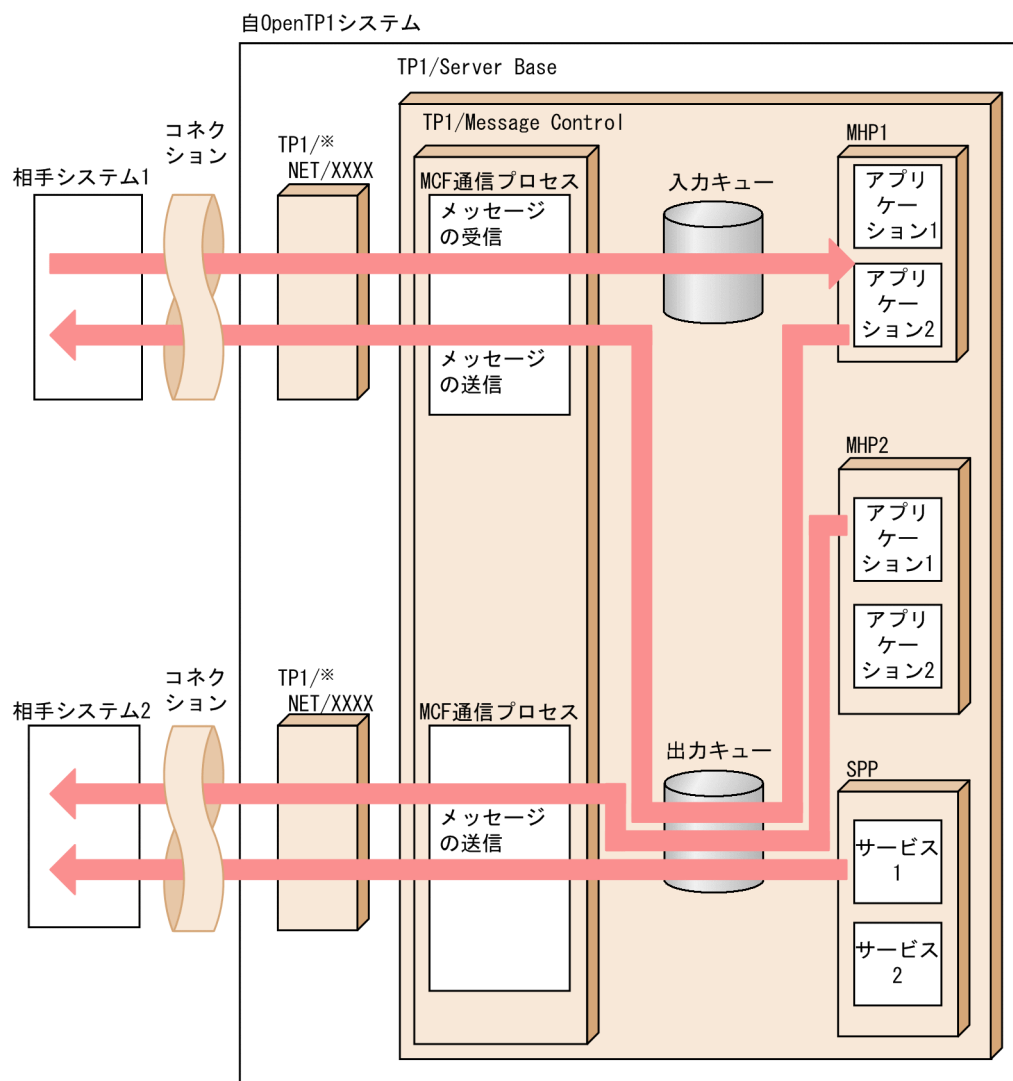 自OpenTP1システム
TP1/Server Base
TP1/Message Control
コネク
ション
TP1/※
NET/XXXX
相手システム1
MCF通信プロセス
メッセージ
の受信
メッセージ
の送信
入力キュー
MHP1
アプリ
ケー
ション1
アプリ
ケー
ション2
MHP2
アプリ
ケー
ション1
アプリ
ケー
ション2
コネク
ション
TP1/※
NET/XXXX
相手システム2
MCF通信プロセス
メッセージ
の送信
出力キュー
SPP
サービス
1
サービス
2